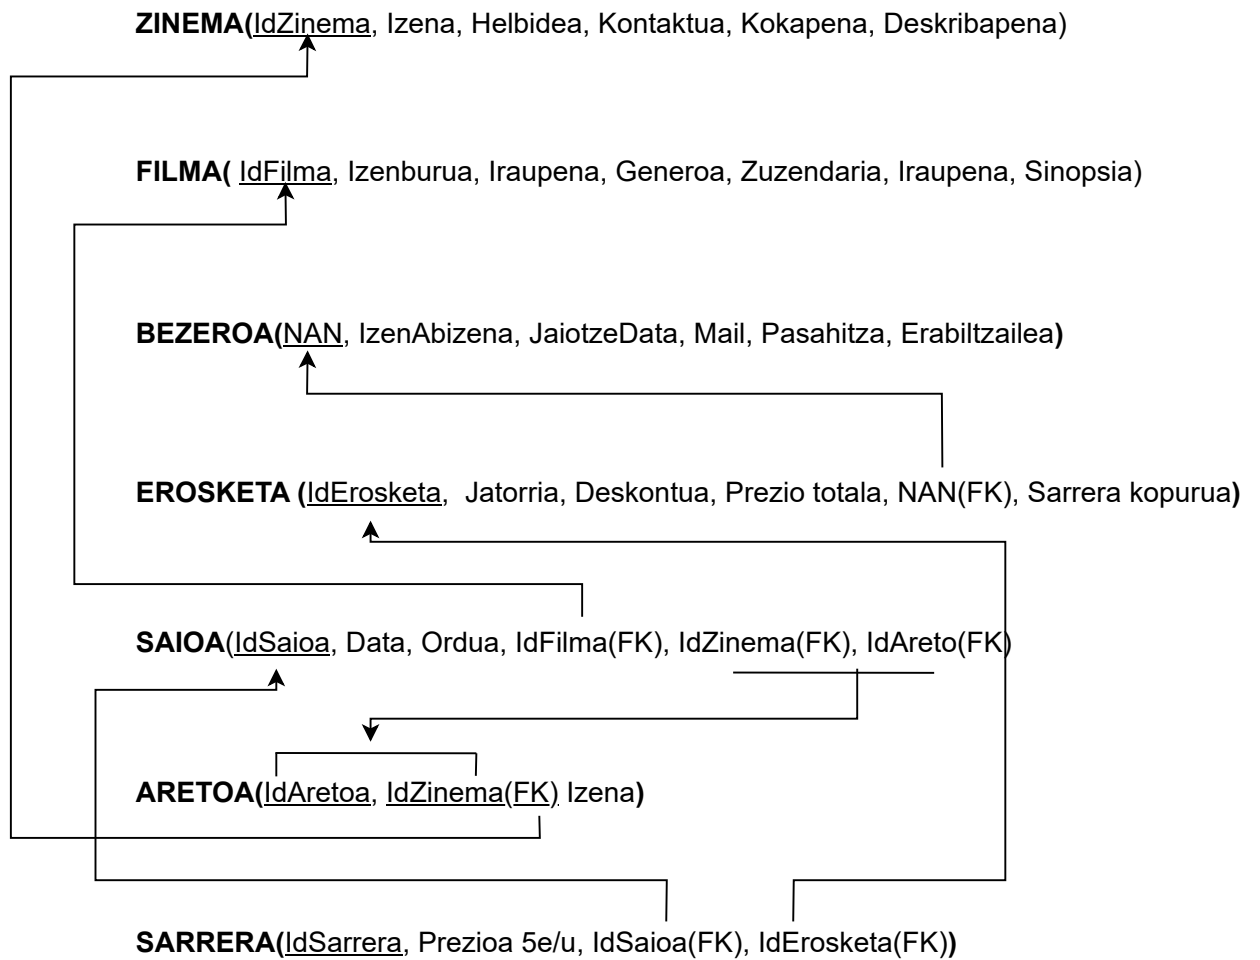 ZINEMA(IdZinema, Izena, Helbidea, Kontaktua, Kokapena, Deskribapena)
FILMA( IdFilma, Izenburua, Iraupena, Generoa, Zuzendaria, Iraupena, Sinopsia)
BEZEROA(NAN, IzenAbizena, JaiotzeData, Mail, Pasahitza, Erabiltzailea)
EROSKETA (IdErosketa, Jatorria, Deskontua, Prezio totala, NAN(FK), Sarrera kopurua)
SAIOA(IdSaioa, Data, Ordua, IdFilma(FK), IdZinema(FK), IdAreto(FK)
ARETOA(IdAretoa, IdZinema(FK) Izena)
SARRERA(IdSarrera, Prezioa 5e/u, IdSaioa(FK), IdErosketa(FK))